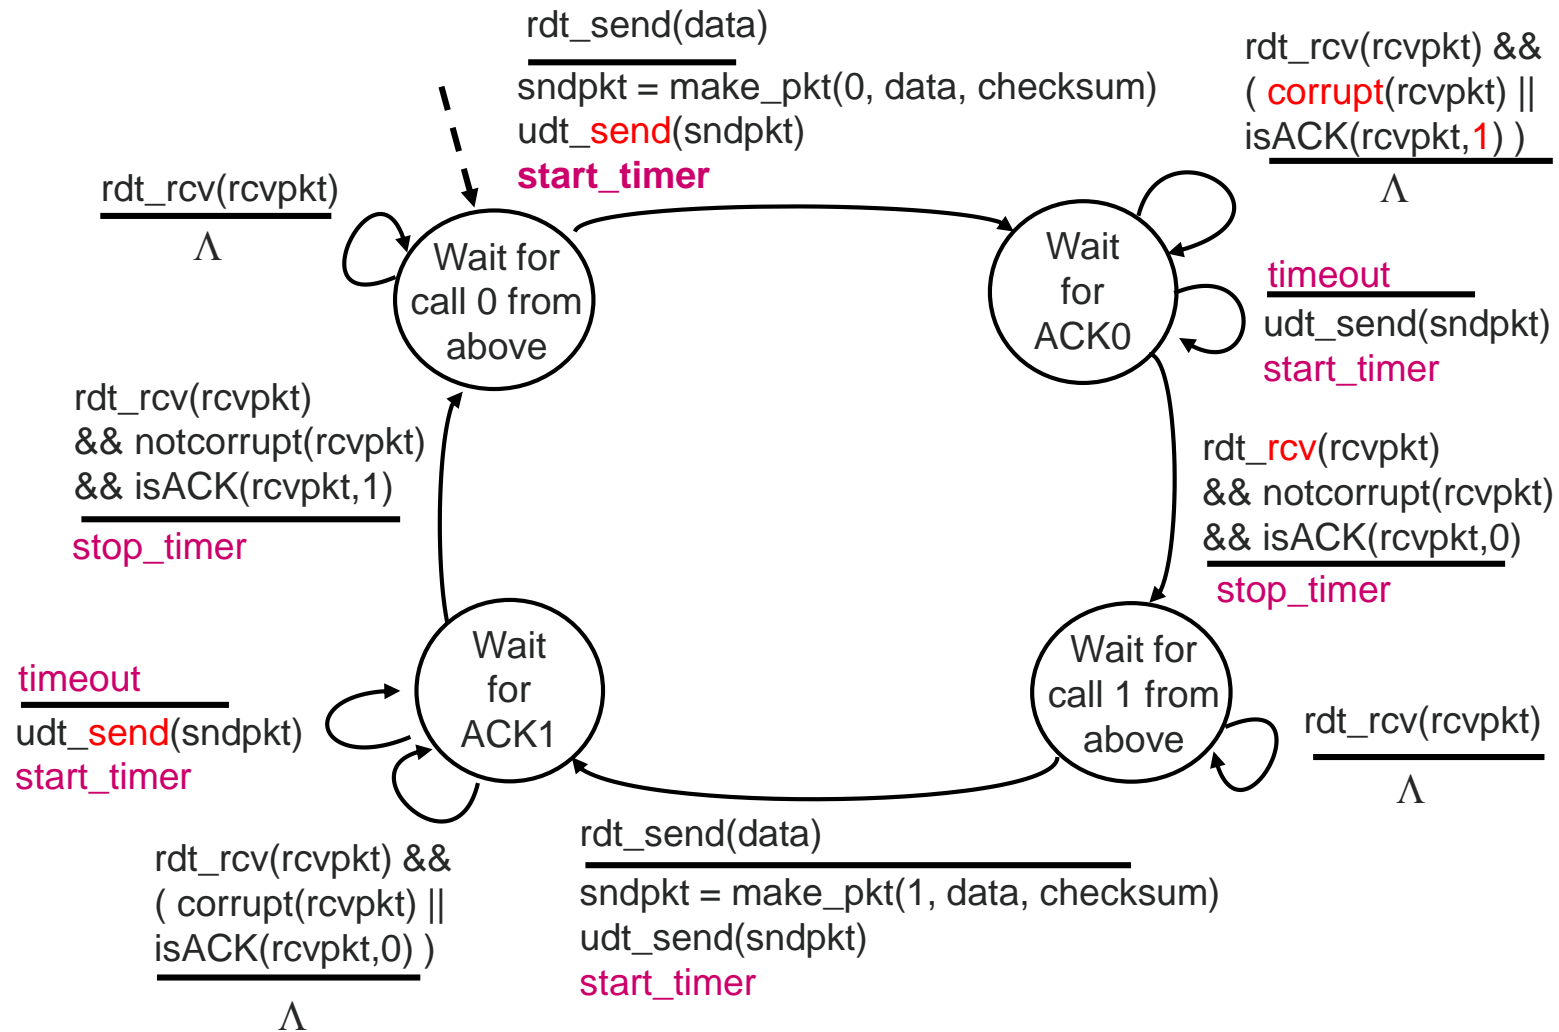 rdt_send(data)
sndpkt = make_pkt(0, data, checksum)
udt_send(sndpkt)
start_timer
rdt_rcv(rcvpkt) &&
( corrupt(rcvpkt) ||
isACK(rcvpkt,1) )
Λ
rdt_rcv(rcvpkt)
Λ
Wait for
call 0 from
above
Wait
for
ACK0
timeout
udt_send(sndpkt)
start_timer
rdt_rcv(rcvpkt)
&& notcorrupt(rcvpkt)
&& isACK(rcvpkt,1)
stop_timer
rdt_rcv(rcvpkt)
&& notcorrupt(rcvpkt)
&& isACK(rcvpkt,0)
stop_timer
timeout
udt_send(sndpkt)
start_timer
Wait
for
ACK1
Wait for
call 1 from
above
rdt_rcv(rcvpkt)
Λ
rdt_rcv(rcvpkt) &&
( corrupt(rcvpkt) ||
isACK(rcvpkt,0) )
Λ
rdt_send(data)
sndpkt = make_pkt(1, data, checksum)
udt_send(sndpkt)
start_timer